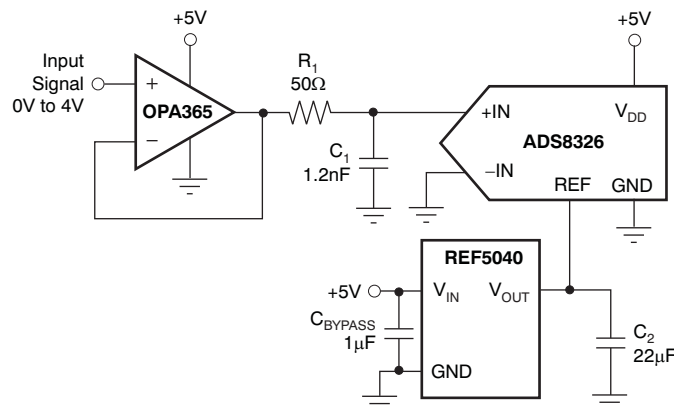 +5V
Input
Signal
0V to 4V
+
OPA365
−
R1
50Ω
C1
1.2nF
+5V
+IN
VDD
ADS8326
−IN
REF
GND
REF5040
+5V
VIN
VOUT
CBYPASS
1μF
GND
C2
22μF